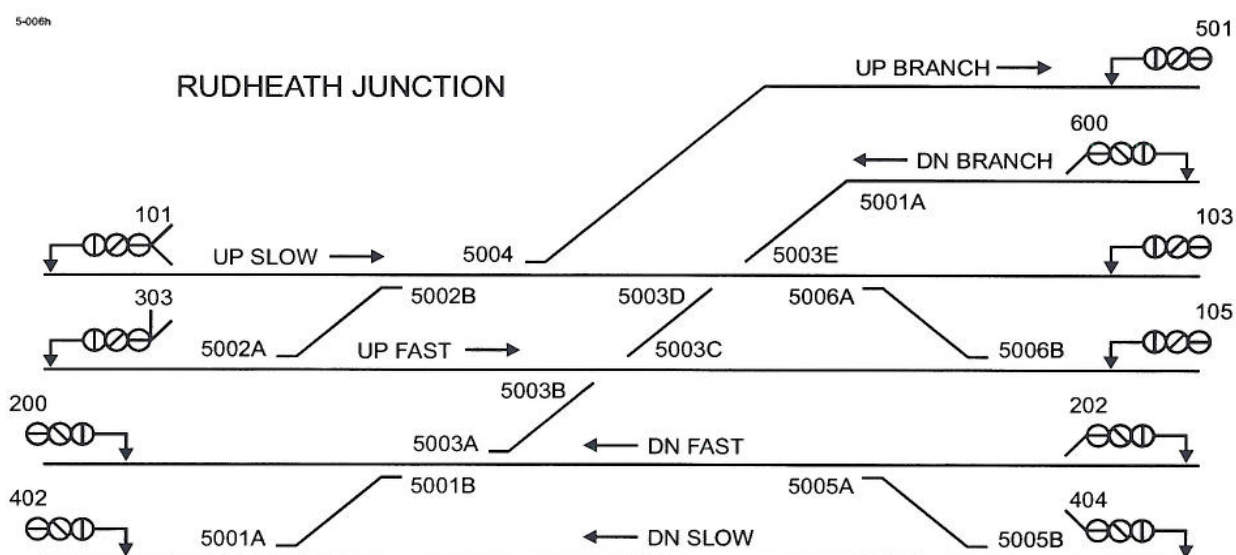 5-006h
501
RUDHEATH JUNCTION
UP BRANCH
600
DN BRANCH
5001A
101
103
UP SLOW
5004
5003E
303
5002B
5003D
5006A
105
5002A
UP FAST
5003C
5006B
5003B
200
202
5003A
DN FAST
402
5001B
5005A
404
5001A
DN SLOW
5005B